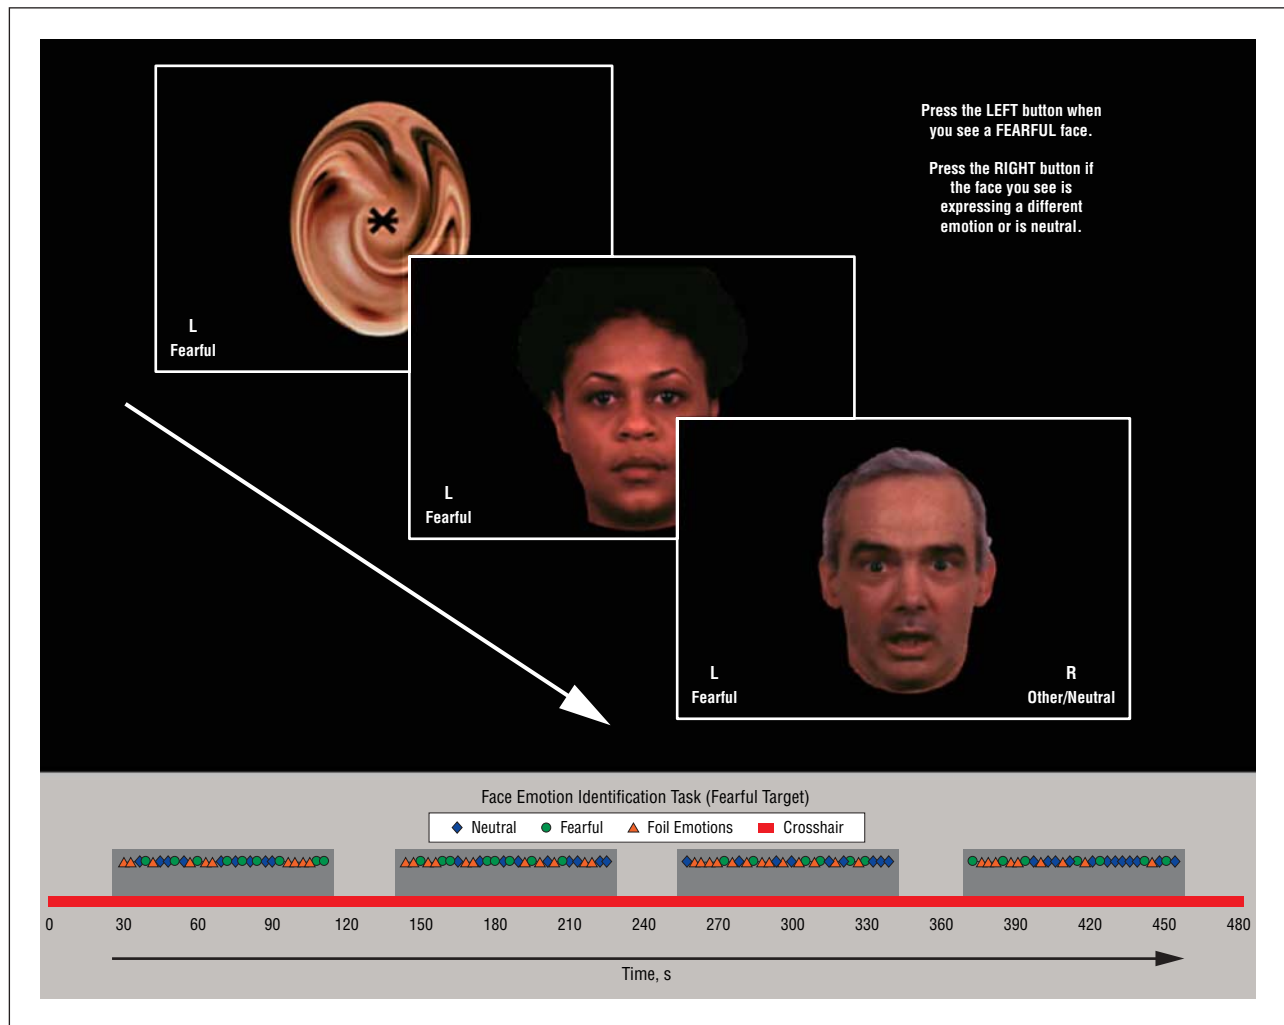 Press the LEFT button when
you see a FEARFUL face.
Press the RIGHT button if
the face you see is
expressing a different
emotion or is neutral.
L
Fearful
L
Fearful
L
Fearful
R
Other/Neutral
Face Emotion Identification Task (Fearful Target)
Neutral Fearful Foil Emotions Crosshair
0 30 60 90 120 150 180 210 240 270 300 330 360 390 420 450 480
Time, s